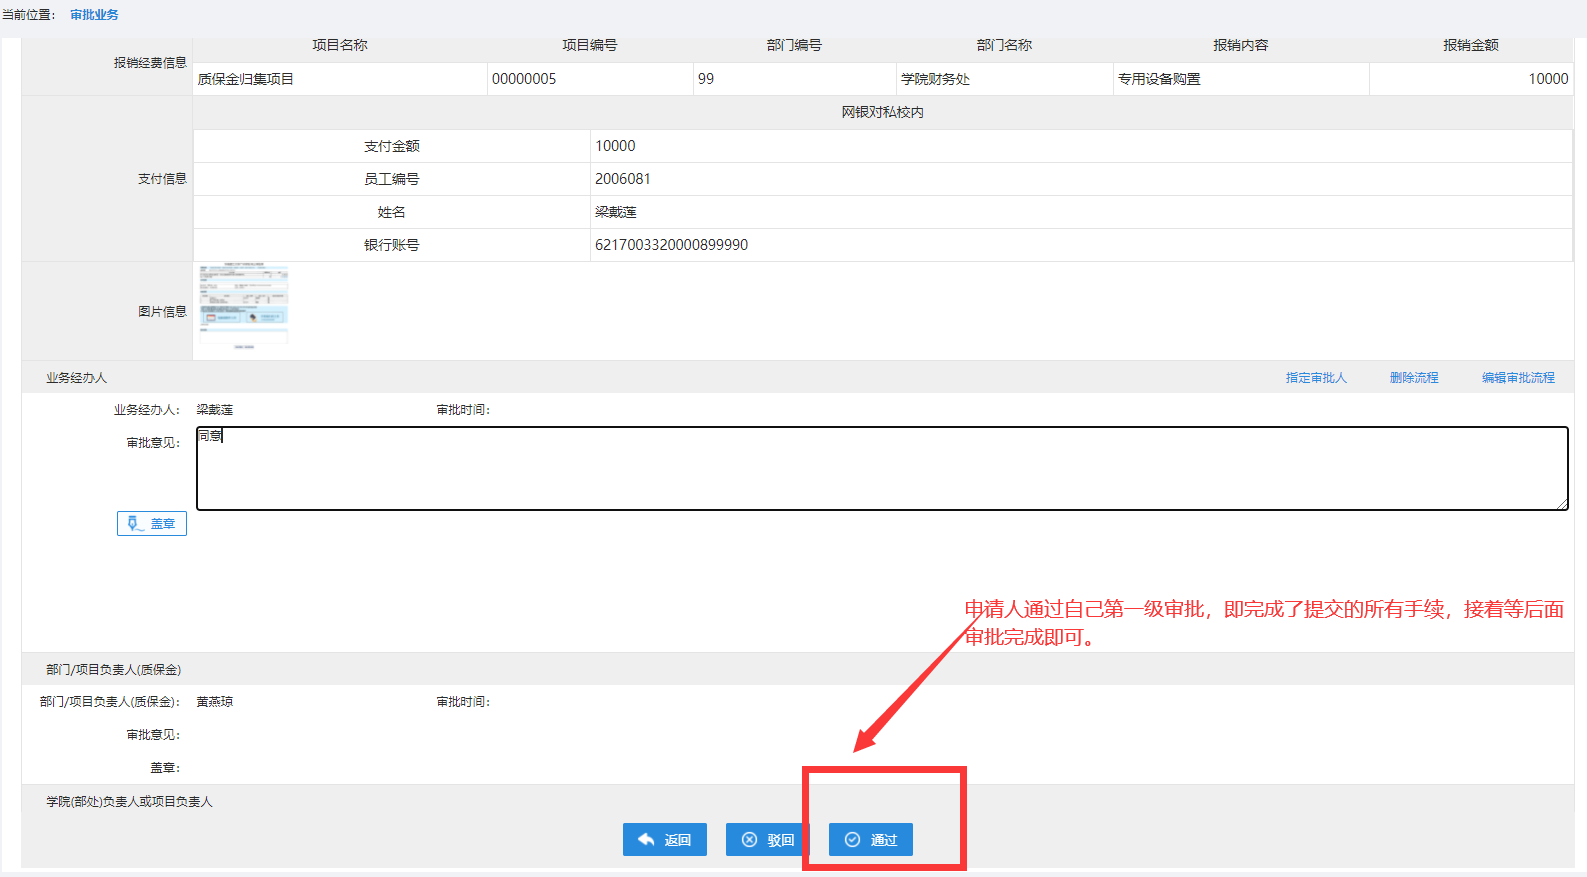 当前位置： 审批业务
项目名称 项目编号 部门编号 部门名称 报销内容 报销金额
报销经费信息
质保金归集项目 00000005 99 学院财务处 专用设备购置 10000
网银对私校内
支付金额 10000
支付信息
员工编号 2006081
姓名 梁戴莲
银行账号 6217003320000899990
图片信息
业务经办人 指定审批人 删除流程 编辑审批流程
业务经办人： 梁戴莲 审批时间：
审批意见： 同意
盖章
申请人通过自己第一级审批，即完成了提交的所有手续，接着等后面
审批完成即可。
部门/项目负责人(质保金)
部门/项目负责人(质保金)： 黄燕琼 审批时间：
审批意见：
盖章：
学院(部处)负责人或项目负责人
返回 驳回 通过